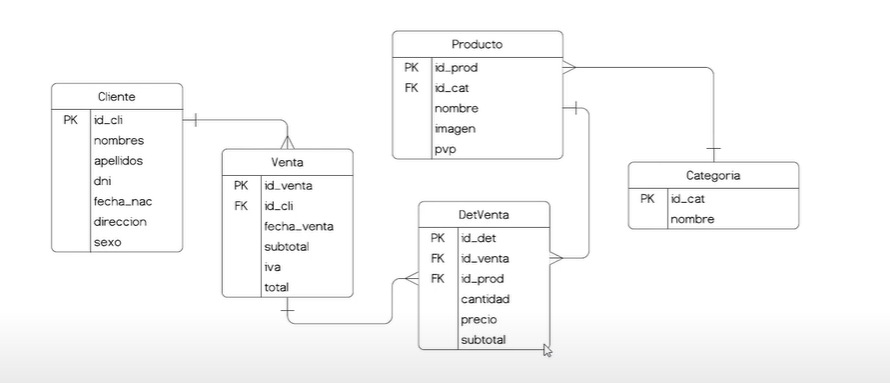 Cliente
PK id_cli
nombres
apellidos
dni
fecha_nac
direccion
sexo
Venta
PK id_venta
FK id_cli
fecha_venta
subtotal
iva
total
Producto
PK id_prod
FK id_cat
nombre
imagen
pvp
DetVenta
PK id_det
FK id_venta
FK id_prod
cantidad
precio
subtotal
Categoria
PK id_cat
nombre